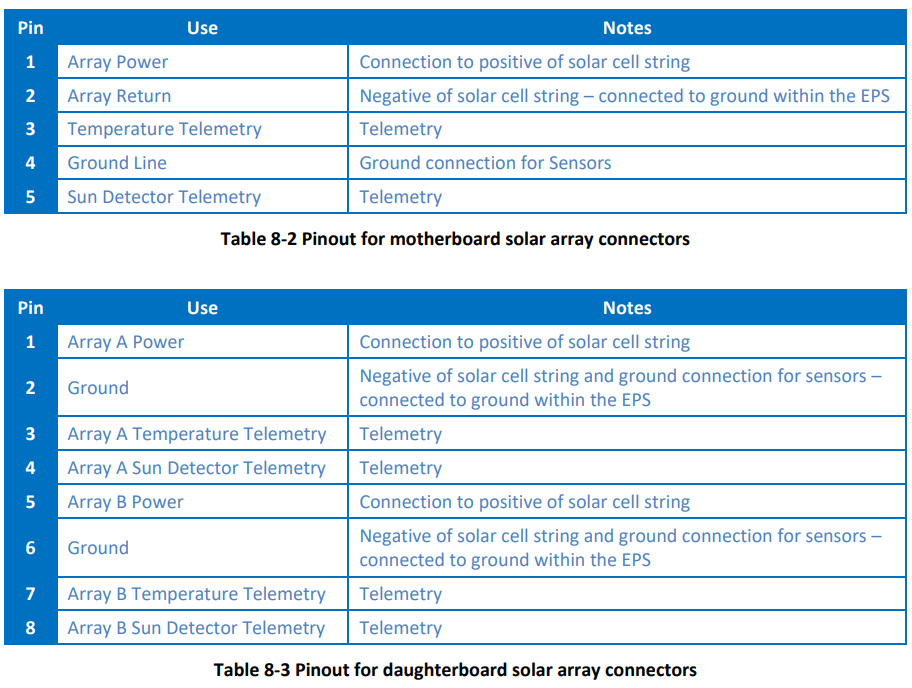 Pin Use Notes
1 Array Power Connection to positive of solar cell string
2 Array Return Negative of solar cell string – connected to ground within the EPS
3 Temperature Telemetry Telemetry
4 Ground Line Ground connection for Sensors
5 Sun Detector Telemetry Telemetry
Table 8-2 Pinout for motherboard solar array connectors
Pin Use Notes
1 Array A Power Connection to positive of solar cell string
2 Ground Negative of solar cell string and ground connection for sensors –
connected to ground within the EPS
3 Array A Temperature Telemetry Telemetry
4 Array A Sun Detector Telemetry Telemetry
5 Array B Power Connection to positive of solar cell string
6 Ground Negative of solar cell string and ground connection for sensors –
connected to ground within the EPS
7 Array B Temperature Telemetry Telemetry
8 Array B Sun Detector Telemetry Telemetry
Table 8-3 Pinout for daughterboard solar array connectors